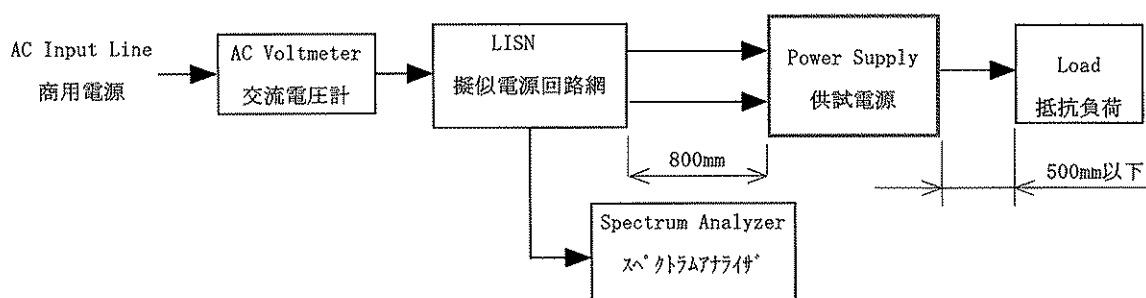 AC Input Line
商用電源
AC Voltmeter
交流電圧計
LISN
擬似電源回路網
Power Supply
供試電源
Load
抵抗負荷
800mm
500mm以下
Spectrum Analyzer
ｽﾍﾟｸﾄﾗﾑｱﾅﾗｲｻﾞ